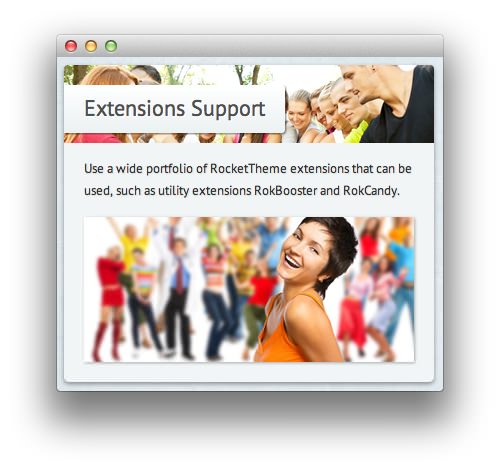 Extensions Support
Use a wide portfolio of RocketTheme extensions that can be
used, such as utility extensions RokBooster and RokCandy.